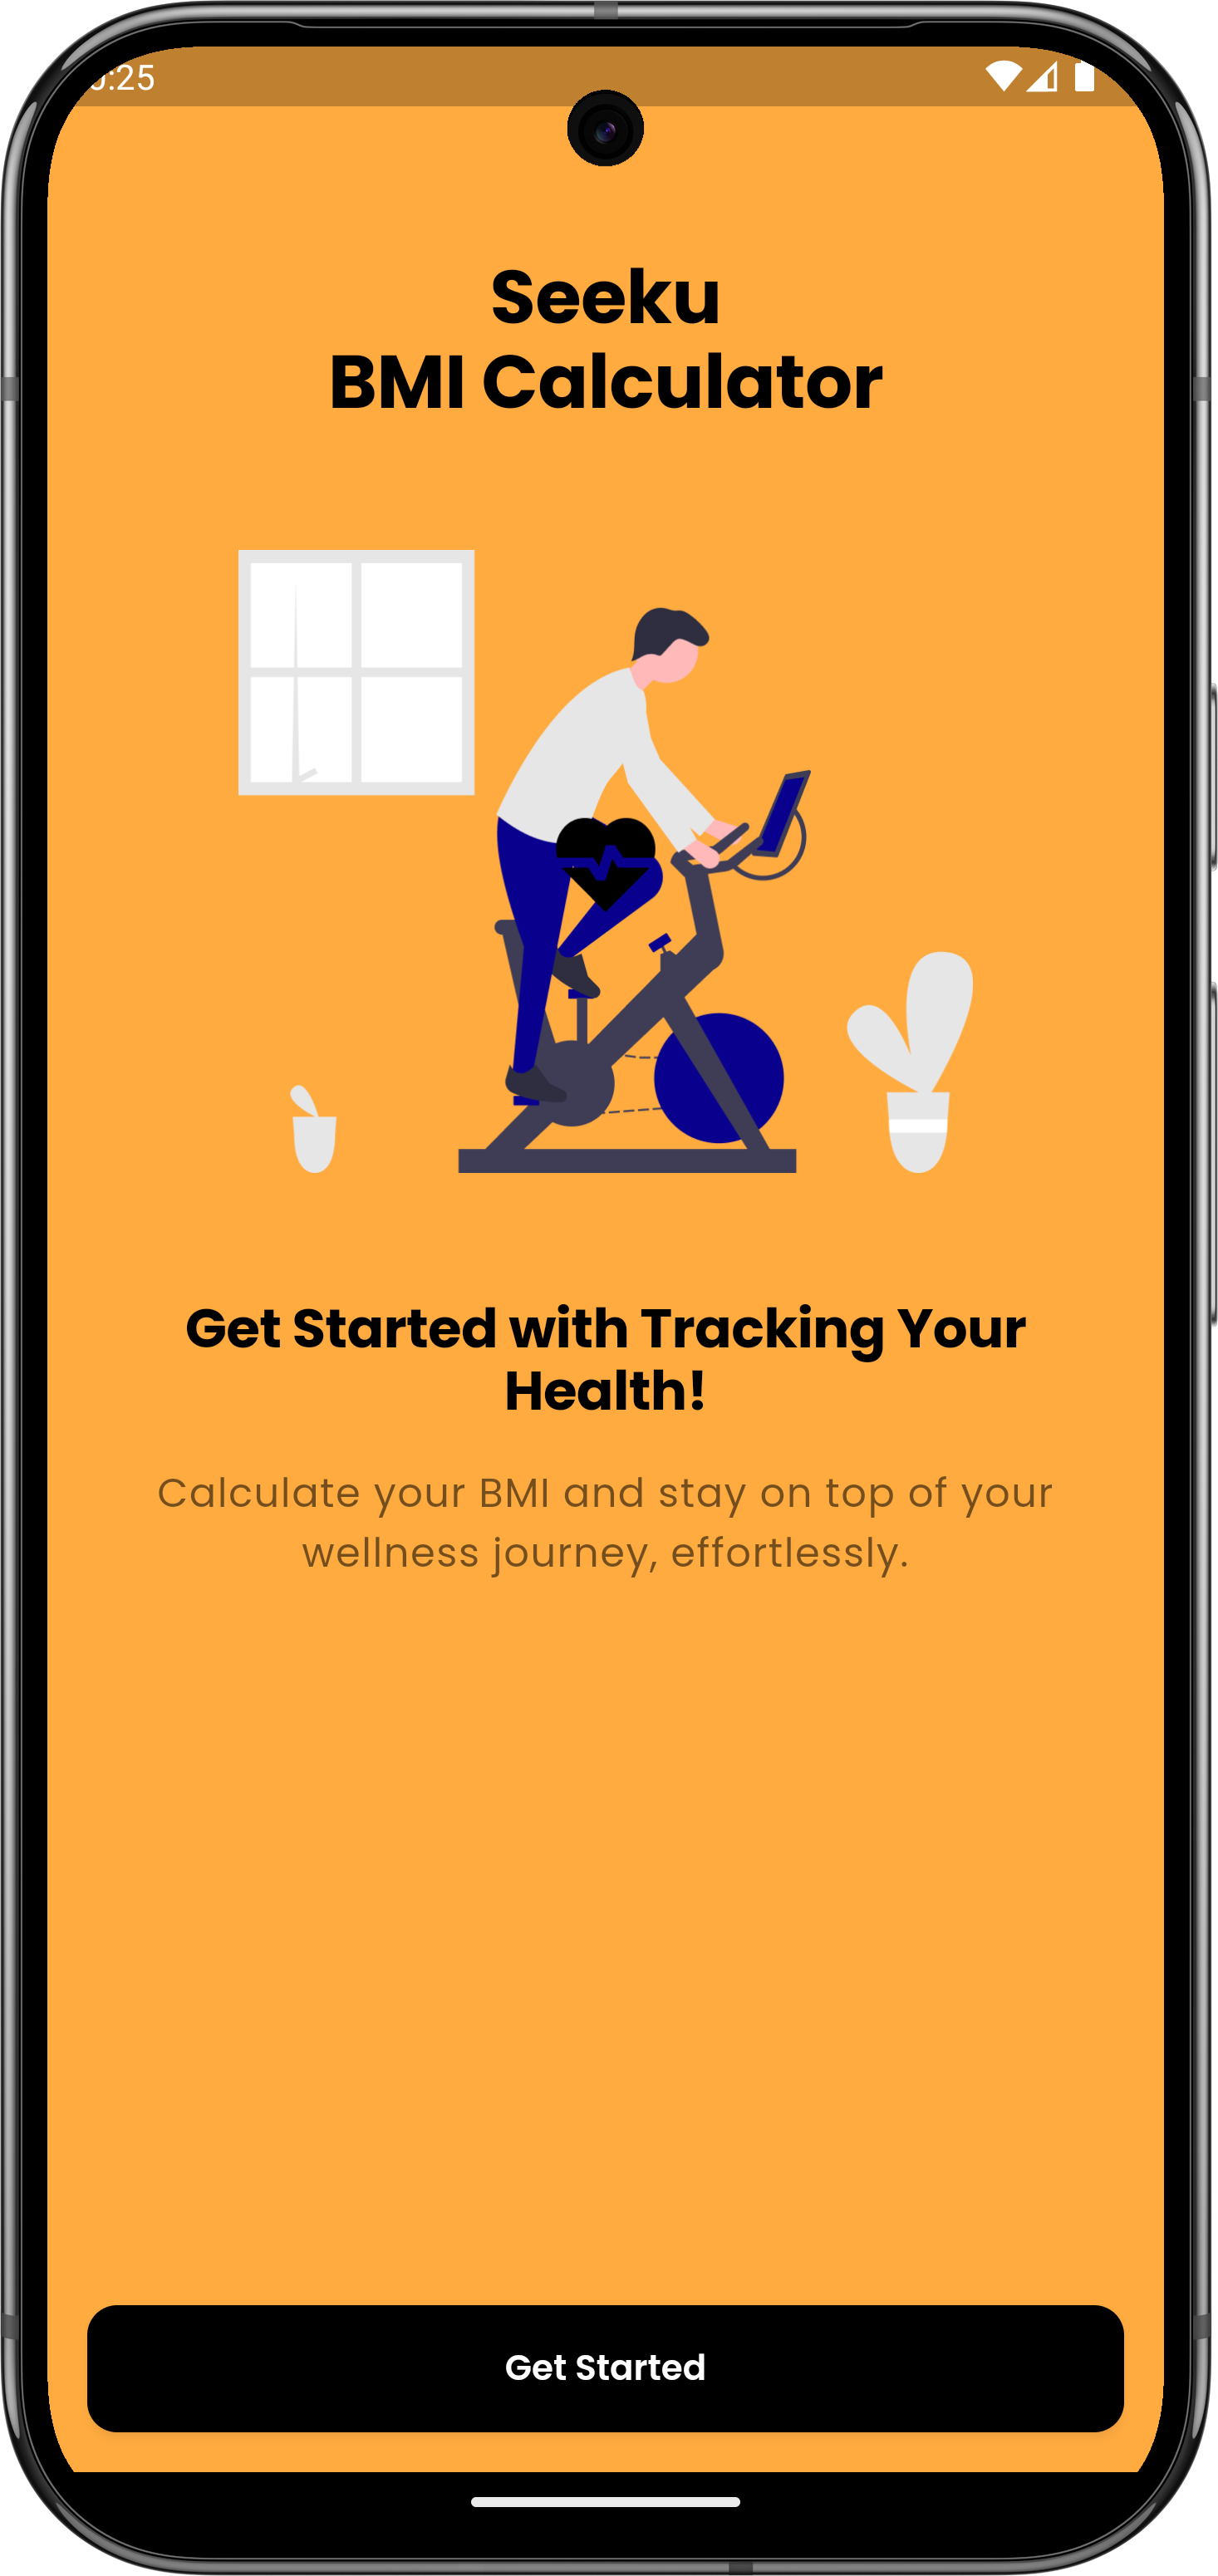 :25
Seeku
BMI Calculator
Get Started with Tracking Your
Health!
Calculate your BMI and stay on top of your
wellness journey, effortlessly.
Get Started